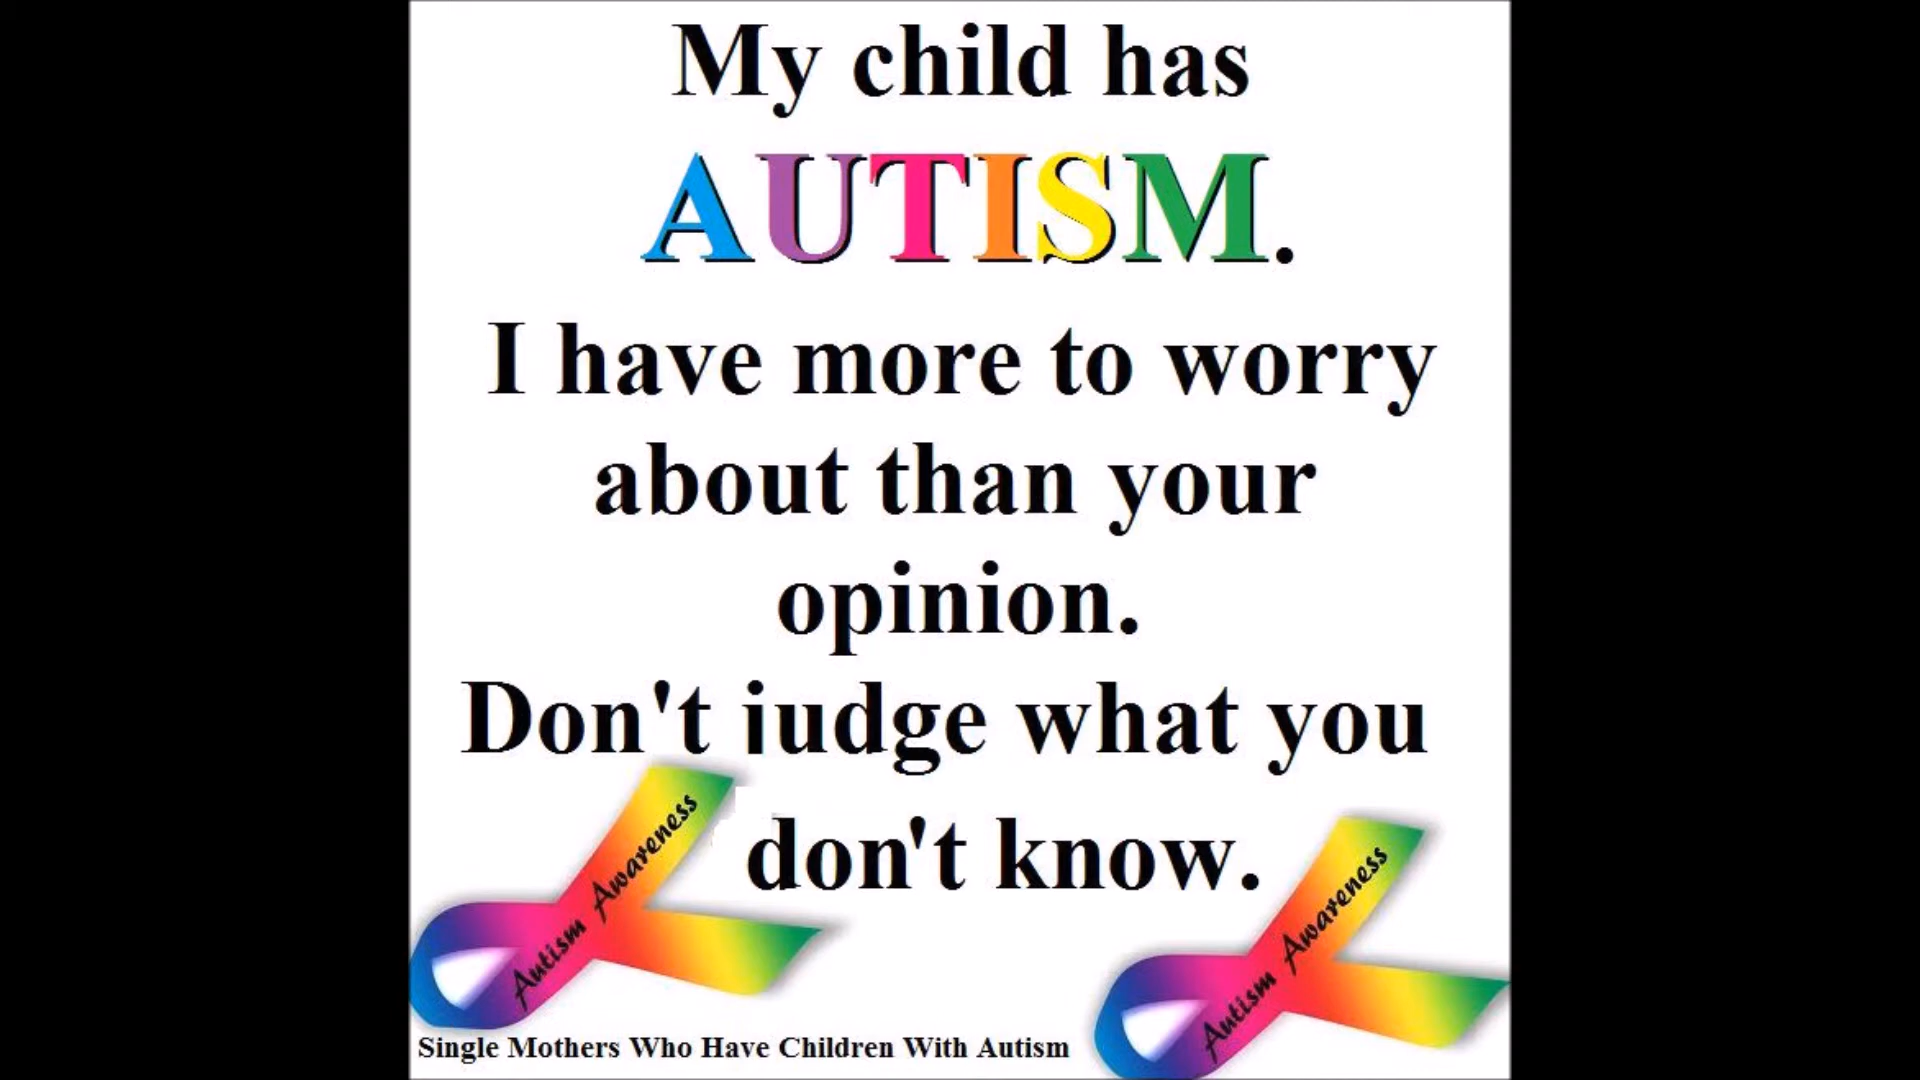 My child has
AUTISM.
I have more to worry
about than your
opinion.
Don't judge what you
don't know.
Autism Awareness
Autism Awareness
Single Mothers Who Have Children With Autism